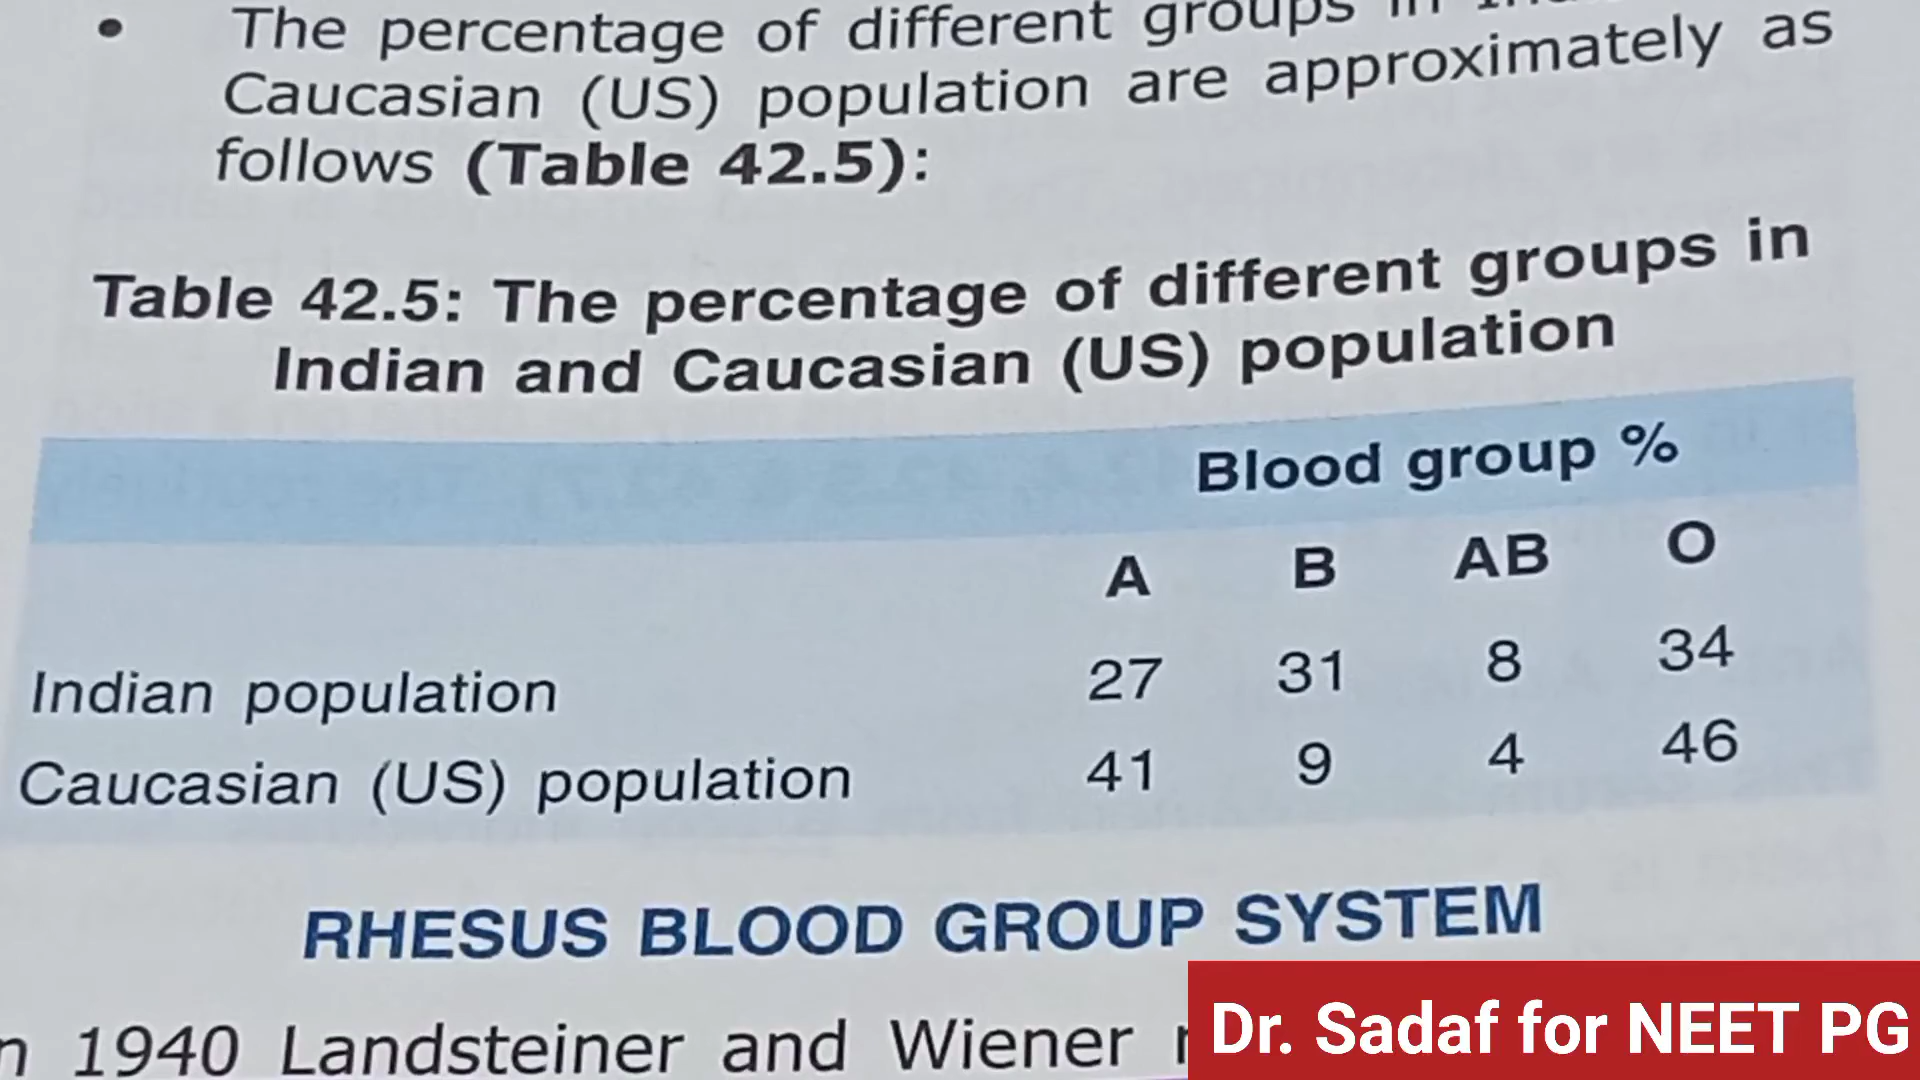 • The percentage of different groups in
Caucasian (US) population are approximately as
follows (Table 42.5):
Table 42.5: The percentage of different groups in
Indian and Caucasian (US) population
Blood group %
A B AB O
Indian population 27 31 8 34
Caucasian (US) population 41 9 4 46
RHESUS BLOOD GROUP SYSTEM
1940 Landsteiner and Wiener
Dr. Sadaf for NEET PG